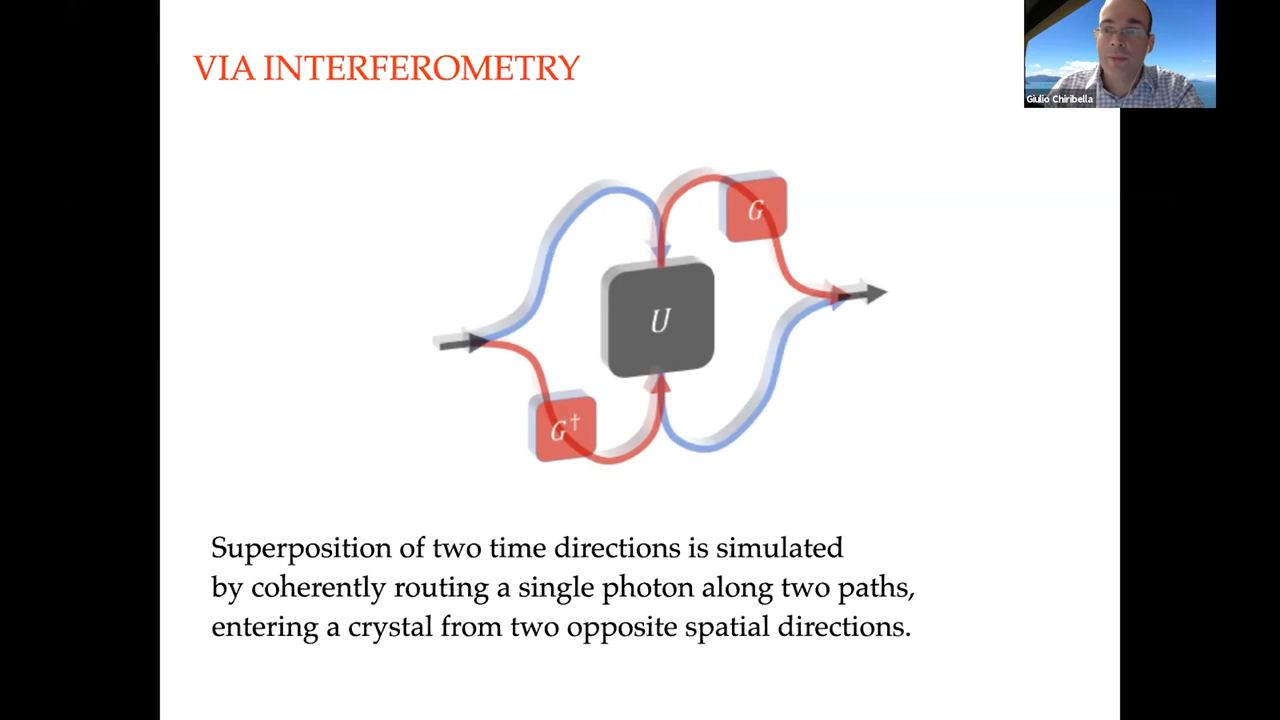 VIA INTERFEROMETRY
Giulio Chiribella
G
U
G†
Superposition of two time directions is simulated
by coherently routing a single photon along two paths,
entering a crystal from two opposite spatial directions.